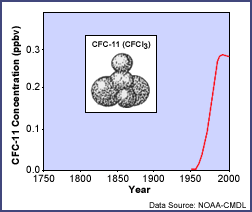 CFC-11 Concentration (ppbv)
CFC-11 (CFCl3)
0.3
0.2
0.1
0.0
1750 1800 1850 1900 1950 2000
Year
Data Source: NOAA-CMDL